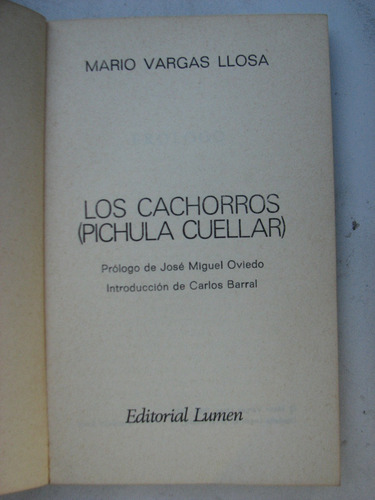 MARIO VARGAS LLOSA
LOS CACHORROS
(PICHULA CUELLAR)
Prólogo de José Miguel Oviedo
Introducción de Carlos Barral
Editorial Lumen